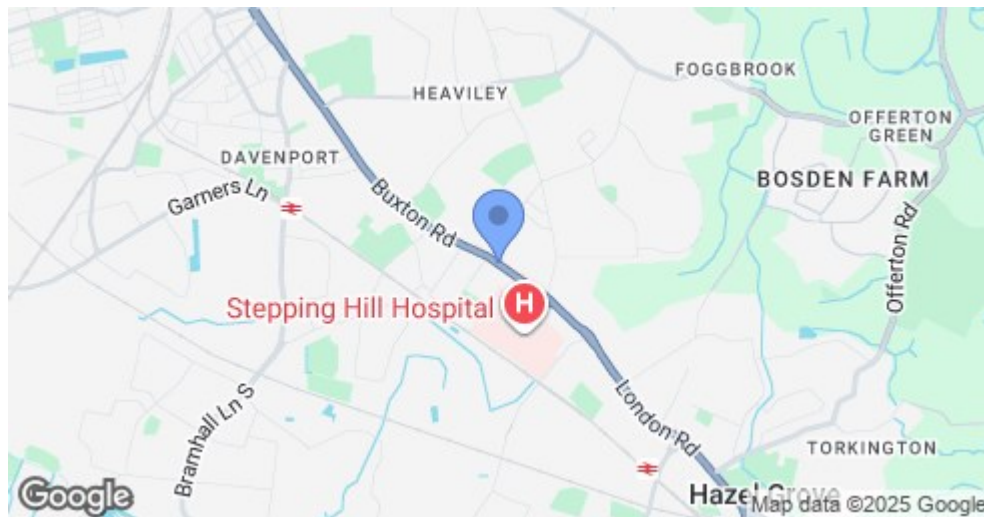 FOGGBROOK
HEAVILEY
OFFERTON
GREEN
DAVENPORT
BOSDEN FARM
Garners Ln
Buxton Rd
Offerton Rd
Stepping Hill Hospital
H
Bramhall Ln S
London Rd
TORKINGTON
Hazel Grove
Google
Map data ©2025 Google